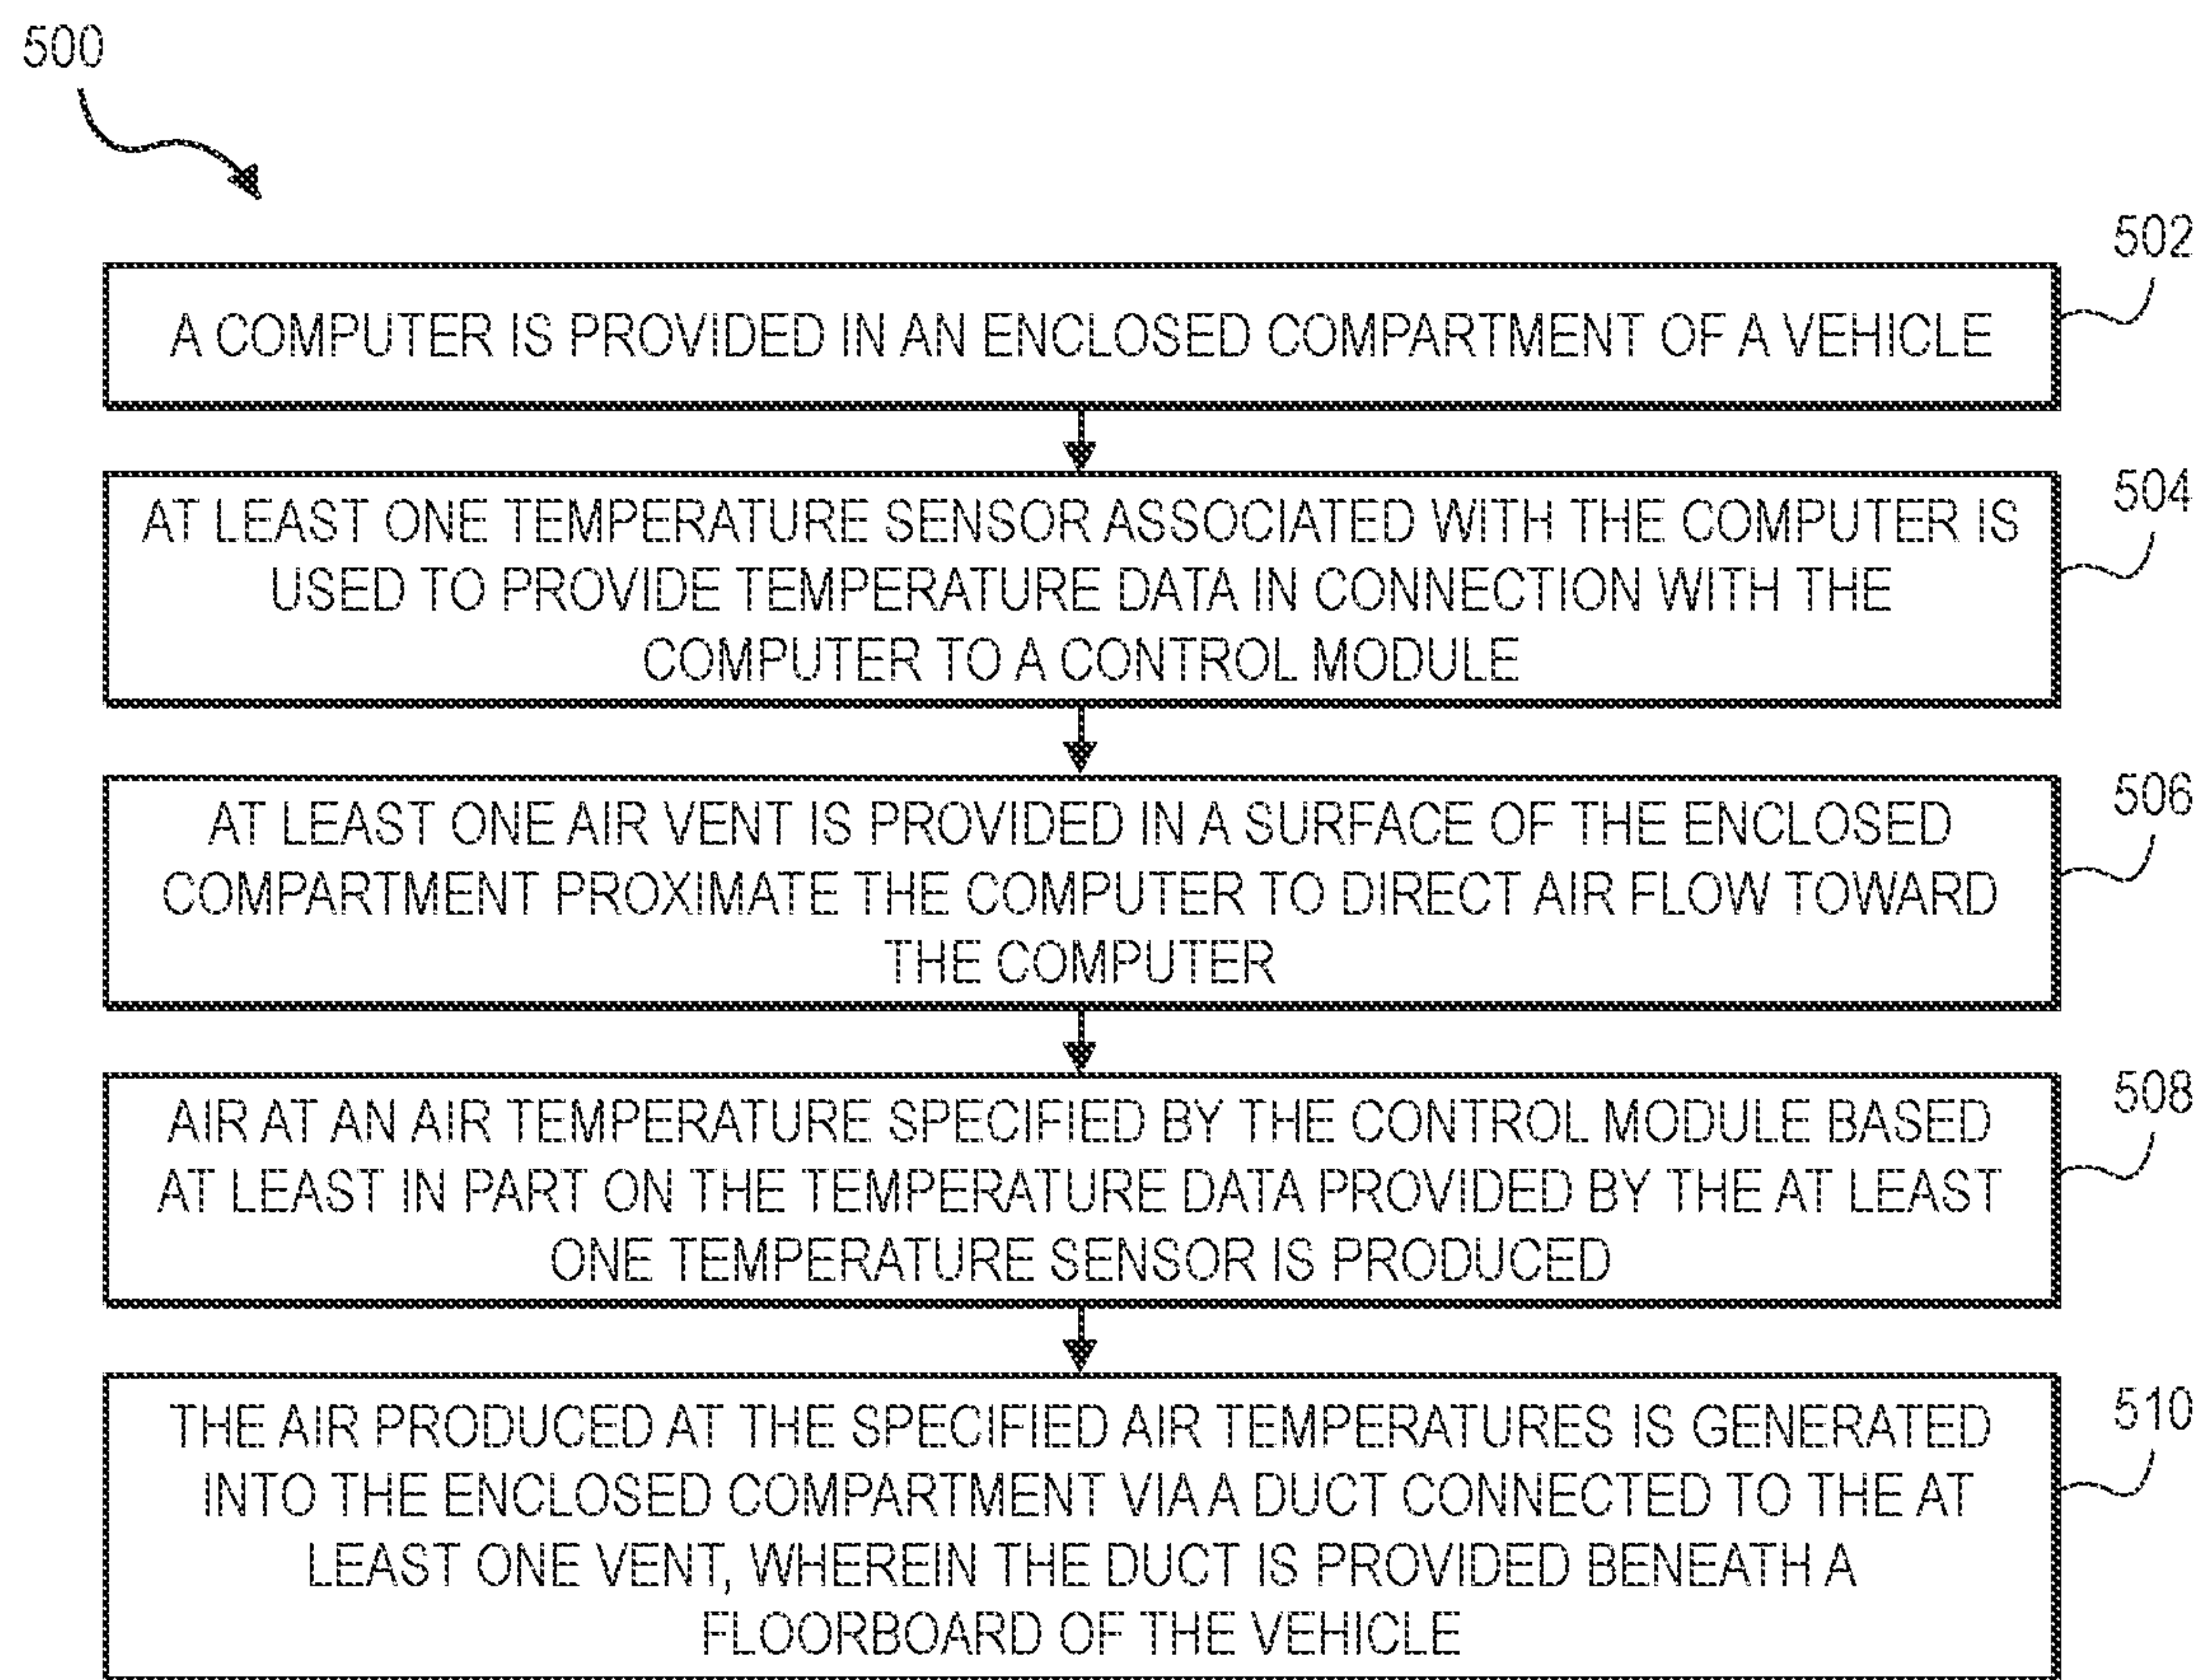 500
502
A COMPUTER IS PROVIDED IN AN ENCLOSED COMPARTMENT OF A VEHICLE
504
AT LEAST ONE TEMPERATURE SENSOR ASSOCIATED WITH THE COMPUTER IS
USED TO PROVIDE TEMPERATURE DATA IN CONNECTION WITH THE
COMPUTER TO A CONTROL MODULE
506
AT LEAST ONE AIR VENT IS PROVIDED IN A SURFACE OF THE ENCLOSED
COMPARTMENT PROXIMATE THE COMPUTER TO DIRECT AIR FLOW TOWARD
THE COMPUTER
508
AIR AT AN AIR TEMPERATURE SPECIFIED BY THE CONTROL MODULE BASED
AT LEAST IN PART ON THE TEMPERATURE DATA PROVIDED BY THE AT LEAST
ONE TEMPERATURE SENSOR IS PRODUCED
510
THE AIR PRODUCED AT THE SPECIFIED AIR TEMPERATURES IS GENERATED
INTO THE ENCLOSED COMPARTMENT VIA A DUCT CONNECTED TO THE AT
LEAST ONE VENT, WHEREIN THE DUCT IS PROVIDED BENEATH A
FLOORBOARD OF THE VEHICLE